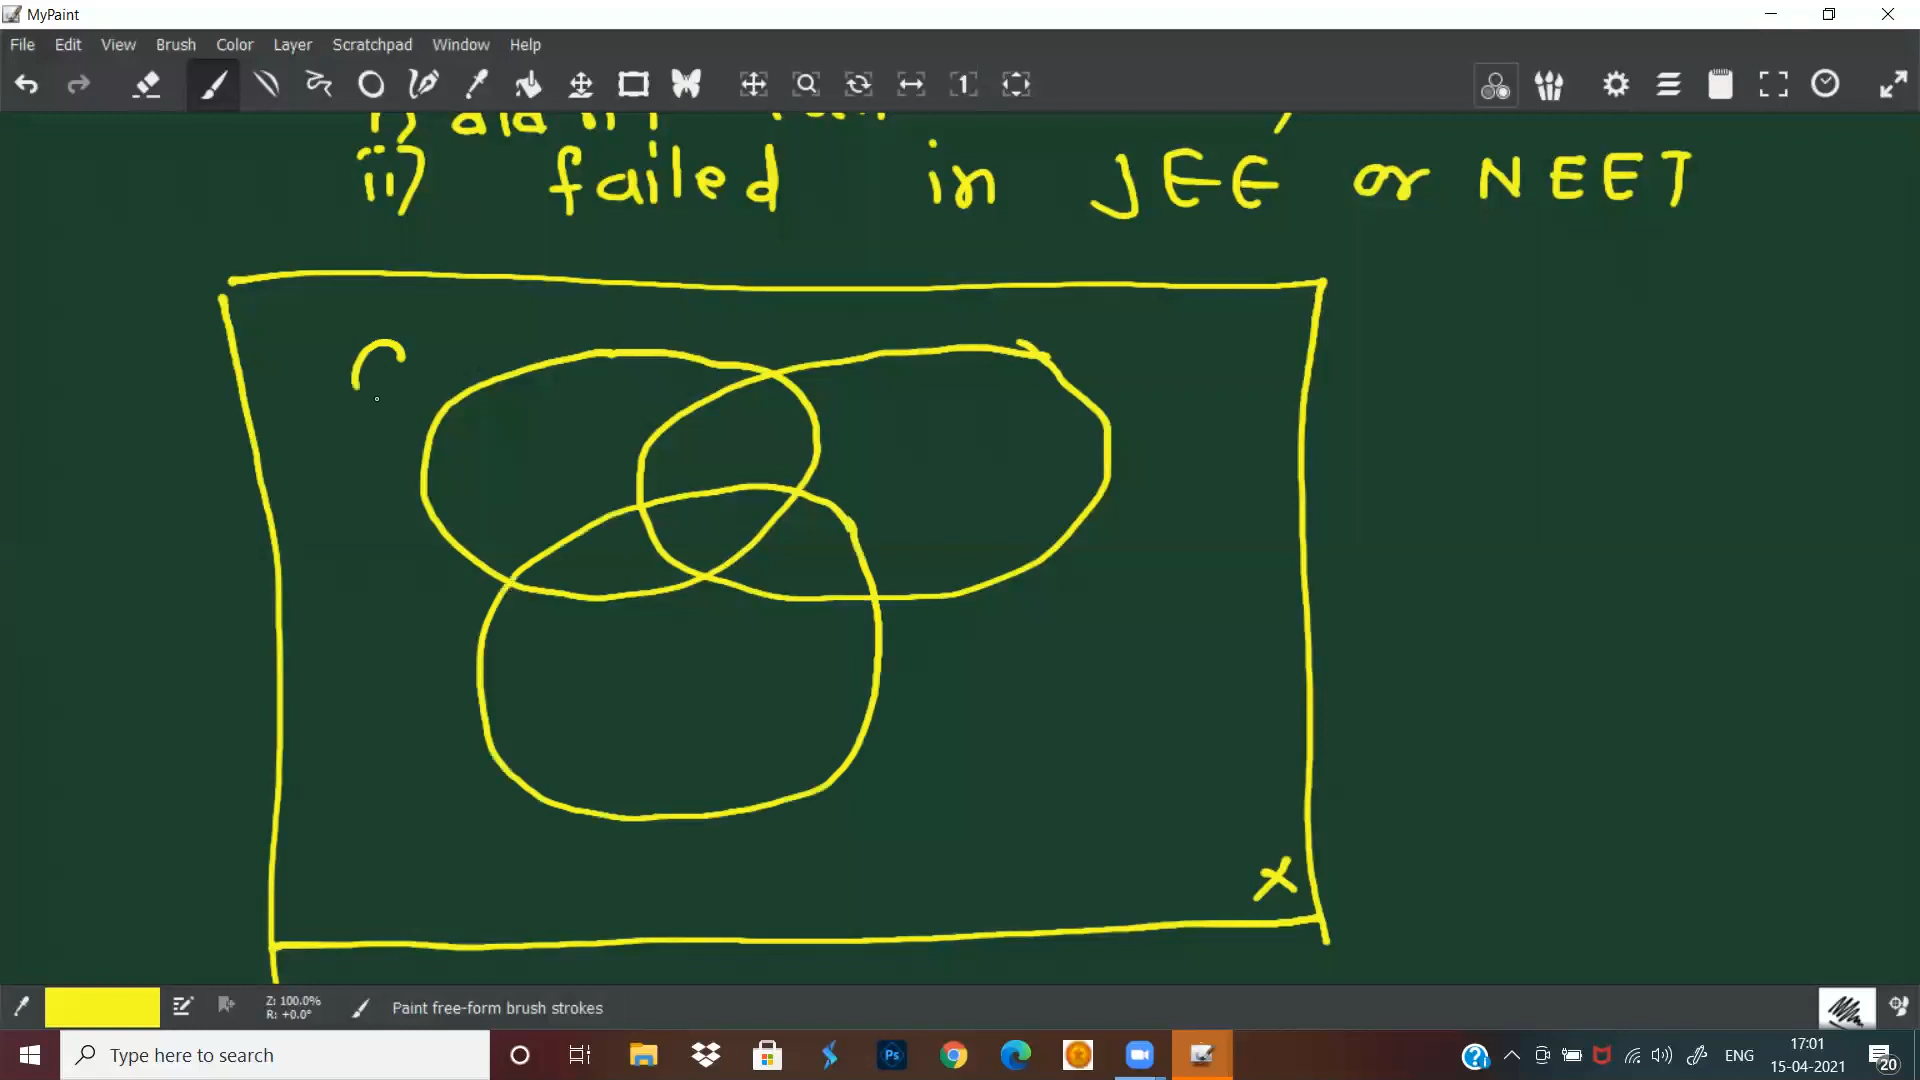 MyPaint
File Edit View Brush Color Layer Scratchpad Window Help
ii) failed in JEE or NEET
x
Z: 100.0%
R: +0.0°
Paint free-form brush strokes
Type here to search
ENG
17:01
15-04-2021
20